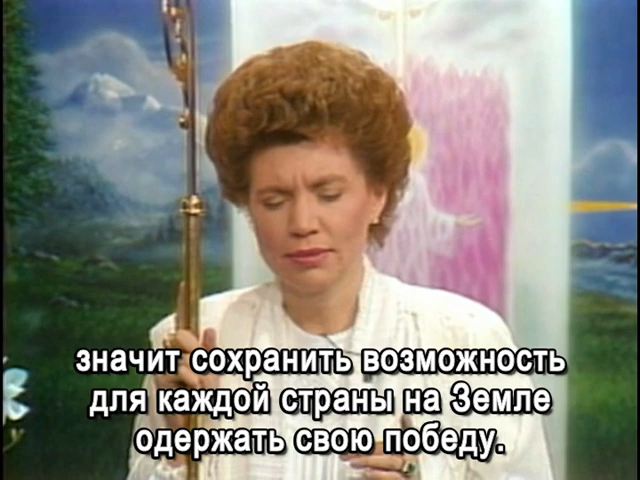 значит сохранить возможность
для каждой страны на Земле
одержать свою победу.